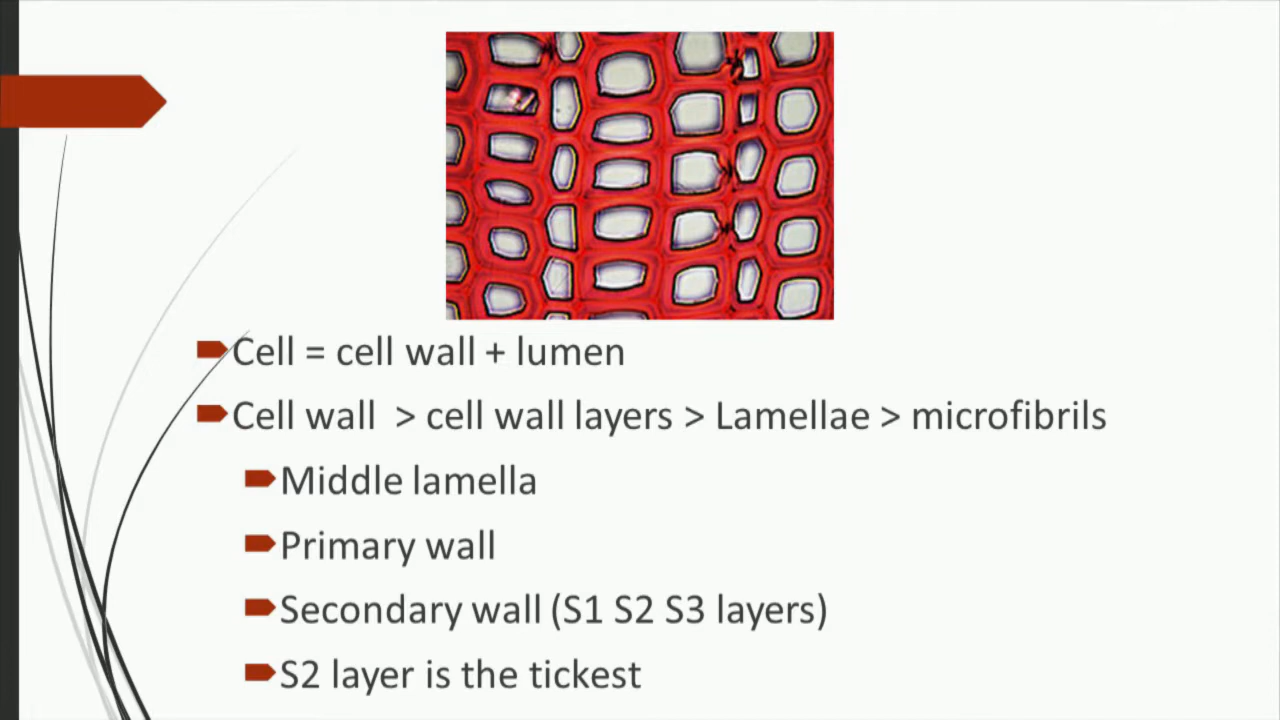 Cell = cell wall + lumen
Cell wall > cell wall layers > Lamellae > microfibrils
Middle lamella
Primary wall
Secondary wall (S1 S2 S3 layers)
S2 layer is the tickest